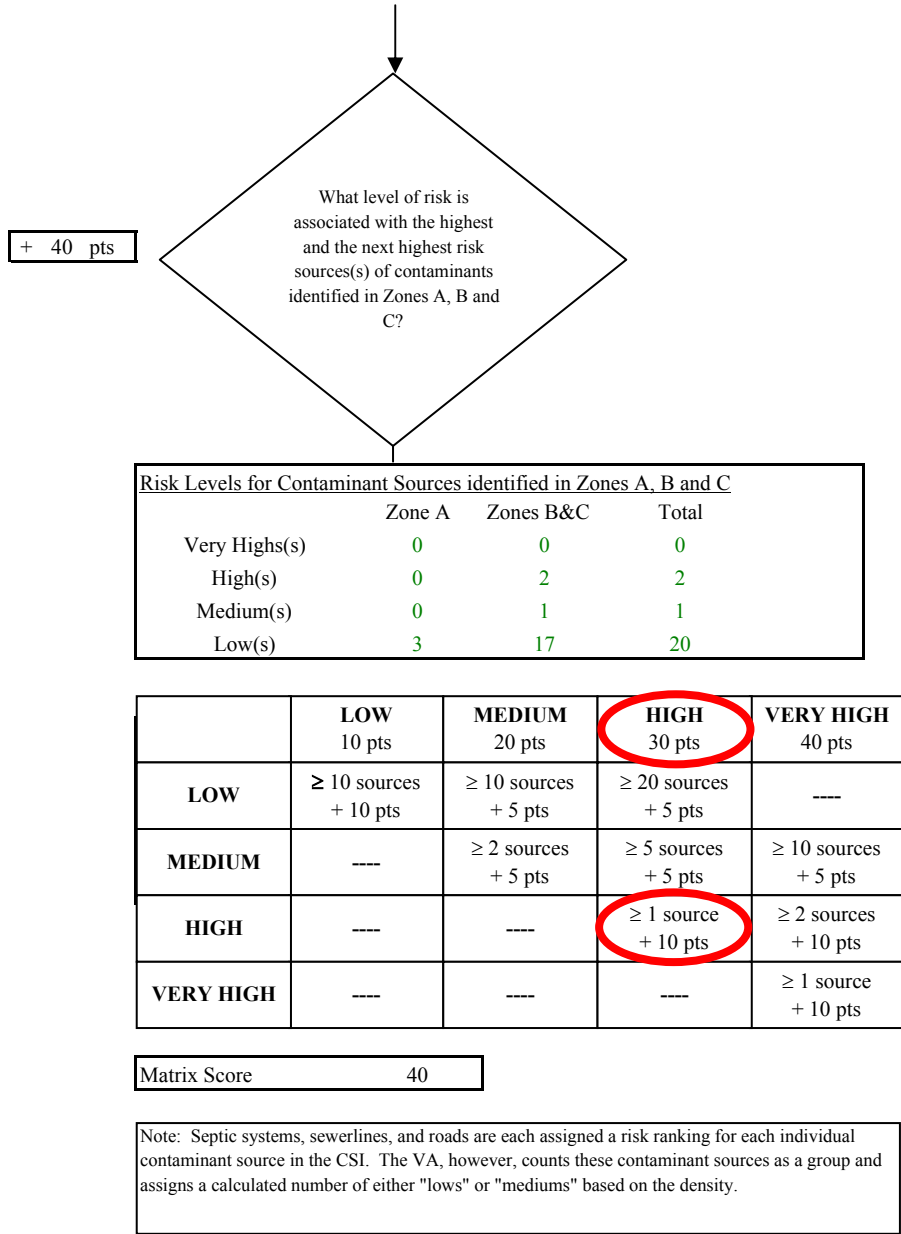 What level of risk is
associated with the highest
and the next highest risk
sources(s) of contaminants
identified in Zones A, B and
C?
+ 40 pts
Risk Levels for Contaminant Sources identified in Zones A, B and C
Zone A Zones B&C Total
Very Highs(s) 0 0 0
High(s) 0 2 2
Medium(s) 0 1 1
Low(s) 3 17 20
LOW MEDIUM HIGH VERY HIGH
10 pts 20 pts 30 pts 40 pts
LOW ≥ 10 sources ≥ 10 sources ≥ 20 sources ----
+ 10 pts + 5 pts + 5 pts
MEDIUM ---- ≥ 2 sources ≥ 5 sources ≥ 10 sources
+ 5 pts + 5 pts + 5 pts
HIGH ---- ---- ≥ 1 source ≥ 2 sources
+ 10 pts + 10 pts
VERY HIGH ---- ---- ---- ≥ 1 source
+ 10 pts
Matrix Score 40
Note: Septic systems, sewerlines, and roads are each assigned a risk ranking for each individual
contaminant source in the CSI. The VA, however, counts these contaminant sources as a group and
assigns a calculated number of either "lows" or "mediums" based on the density.